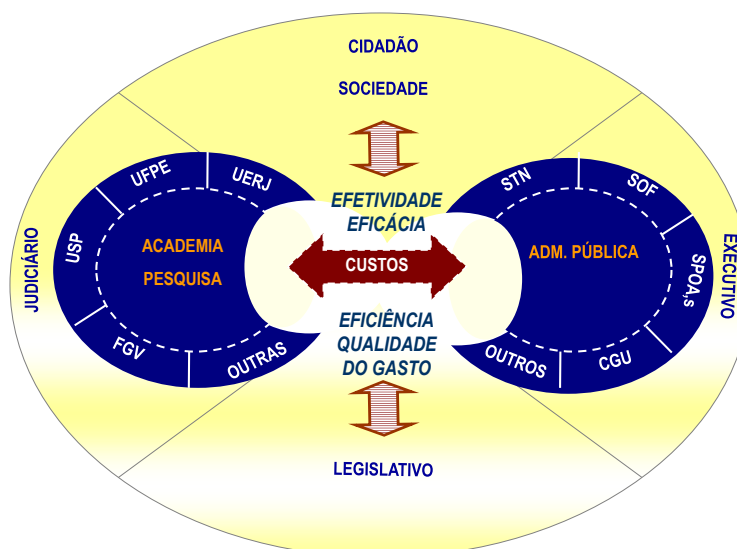 CIDADÃO
SOCIEDADE
UFPE
UERJ
STN
SOF
EFETIVIDADE
EFICÁCIA
JUDICIÁRIO
USP
ACADEMIA
PESQUISA
CUSTOS
ADM. PÚBLICA
SPOA,s
EXECUTIVO
FGV
OUTRAS
EFICIÊNCIA
QUALIDADE
DO GASTO
OUTROS
CGU
LEGISLATIVO